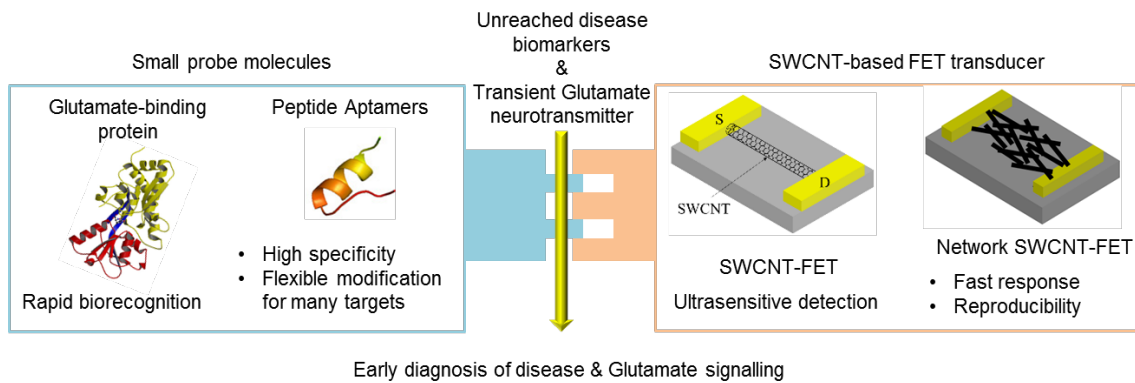 Unreached disease
biomarkers
&
Transient Glutamate
neurotransmitter
Small probe molecules
Glutamate-binding
protein
Rapid biorecognition
Peptide Aptamers
• High specificity
• Flexible modification
for many targets
SWCNT-based FET transducer
S
D
SWCNT
SWCNT-FET
Ultrasensitive detection
Network SWCNT-FET
• Fast response
• Reproducibility
Early diagnosis of disease & Glutamate signalling